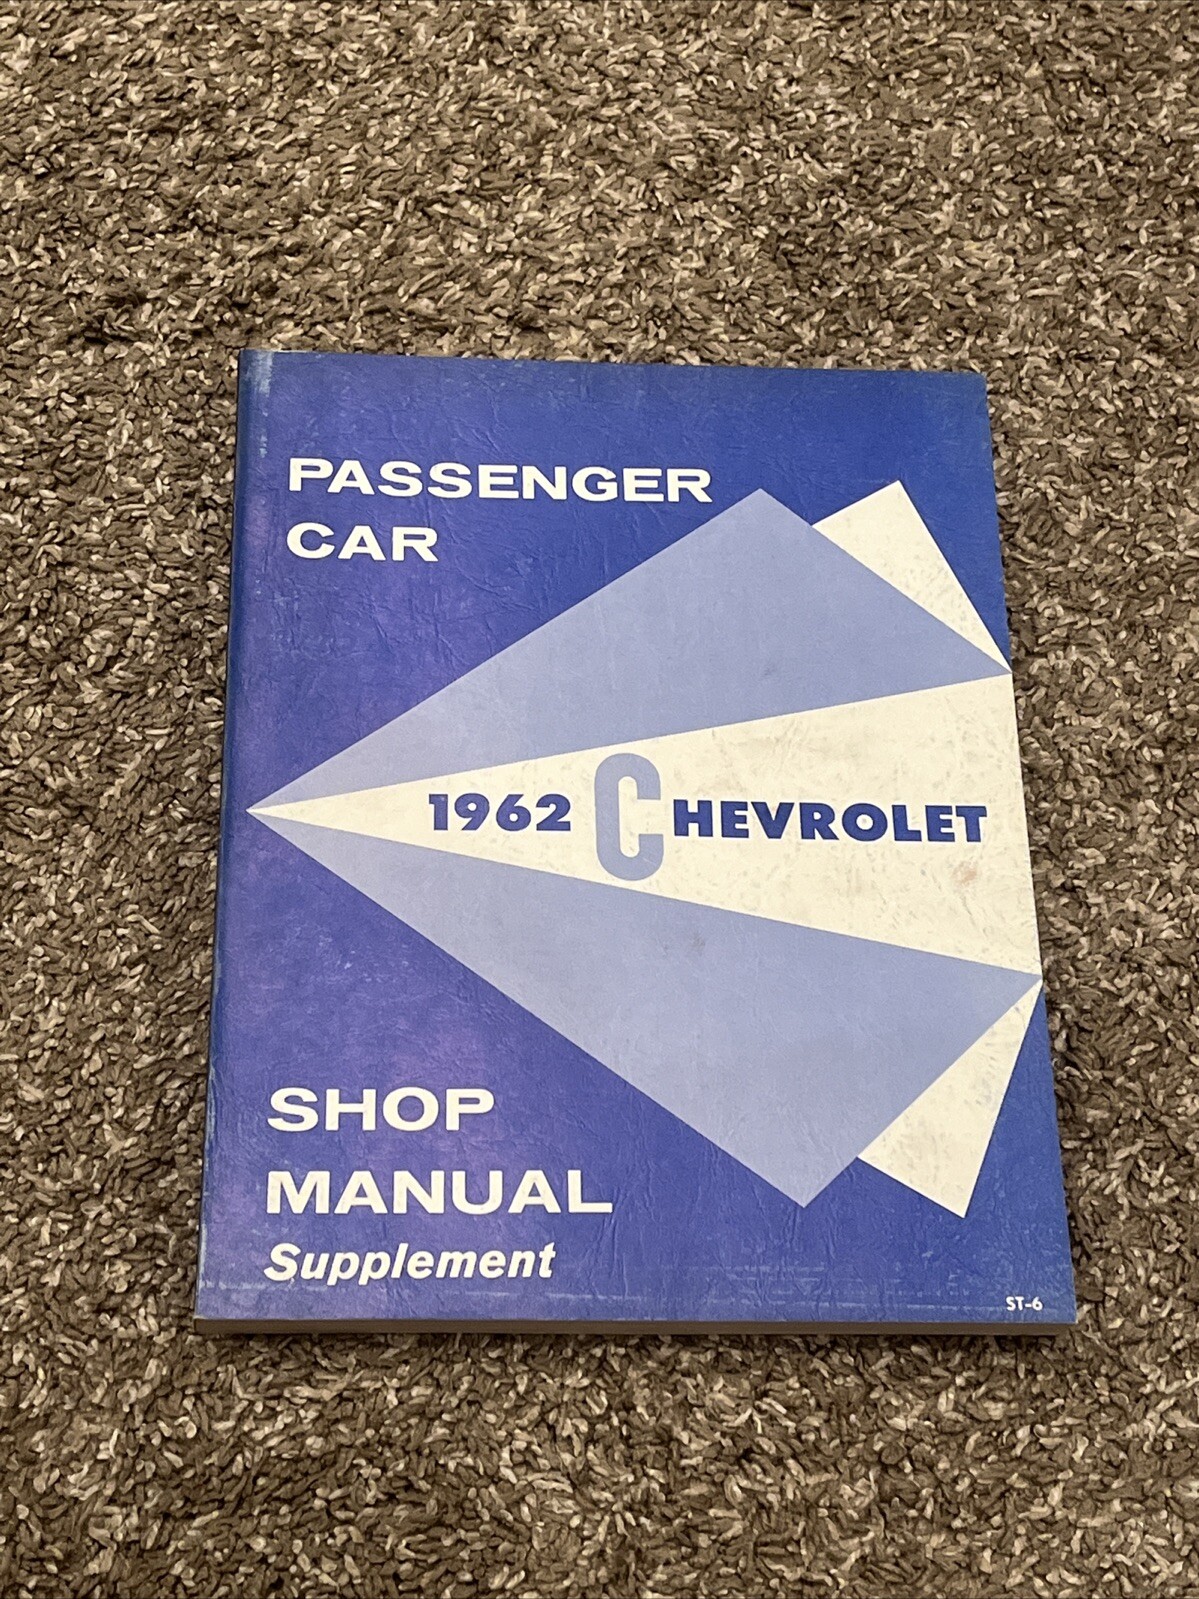 PASSENGER
CAR
1962 CHEVROLET
SHOP
MANUAL
Supplement
ST-6